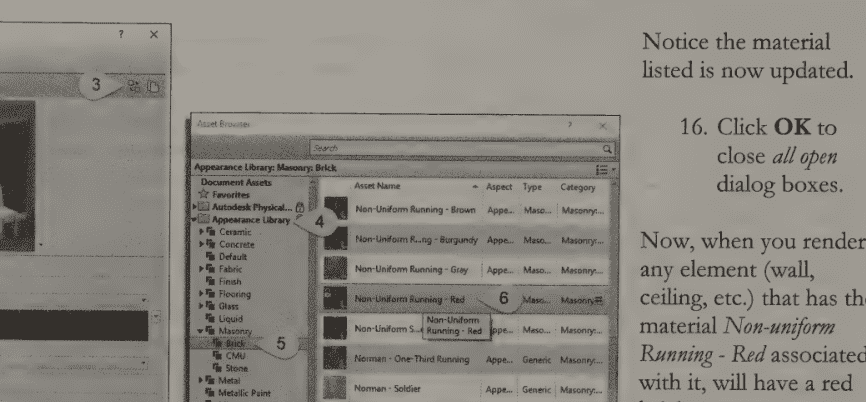 ? ×
3
Asset Browser ? ×
Search
Appearance Library: Masonry: Brick
Document Assets
Favorites
Autodesk Physical...
Appearance Library
4
Ceramic
Concrete
Default
Fabric
Finish
Flooring
Glass
Liquid
Masonry
Brick
5
CMU
Stone
Metal
Metallic Paint
Asset Name Aspect Type Category
Non-Uniform Running - Brown Appe... Maso... Masonry:...
Non-Uniform R...ng - Burgundy Appe... Maso... Masonry:...
Non-Uniform Running - Gray Appe... Maso... Masonry:...
Non-Uniform Running - Red 6 Maso... Masonry
Non-Uniform S... ppe... Maso... Masonry:...
Non-Uniform
Running - Red
Norman - One-Third Running Appe... Generic Masonry:...
Norman - Soldier Appe... Generic Masonry:...
Notice the material
listed is now updated.
16. Click OK to
close all open
dialog boxes.
Now, when you render
any element (wall,
ceiling, etc.) that has the
material Non-uniform
Running - Red associated
with it, will have a red